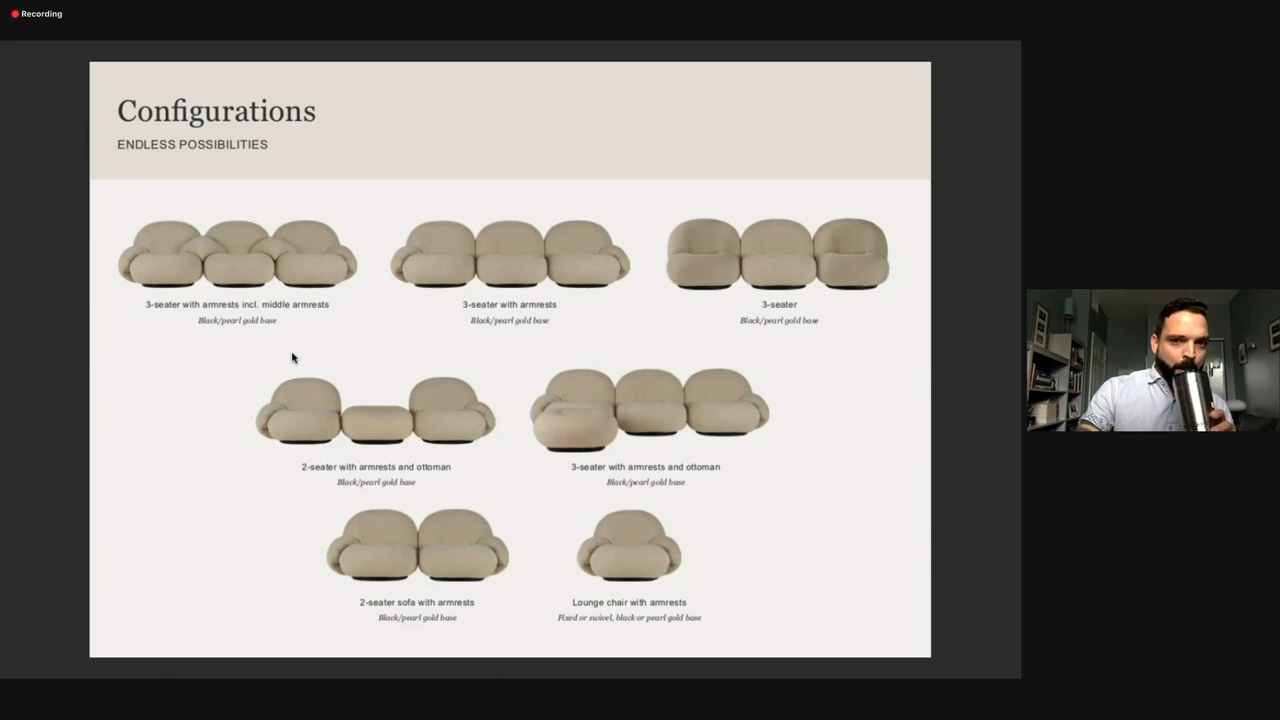 Recording
Configurations
ENDLESS POSSIBILITIES
3-seater with armrests incl. middle armrests
Black/pearl gold base
3-seater with armrests
Black/pearl gold base
3-seater
Black/pearl gold base
2-seater with armrests and ottoman
Black/pearl gold base
3-seater with armrests and ottoman
Black/pearl gold base
2-seater sofa with armrests
Black/pearl gold base
Lounge chair with armrests
Fixed or swivel, black or pearl gold base